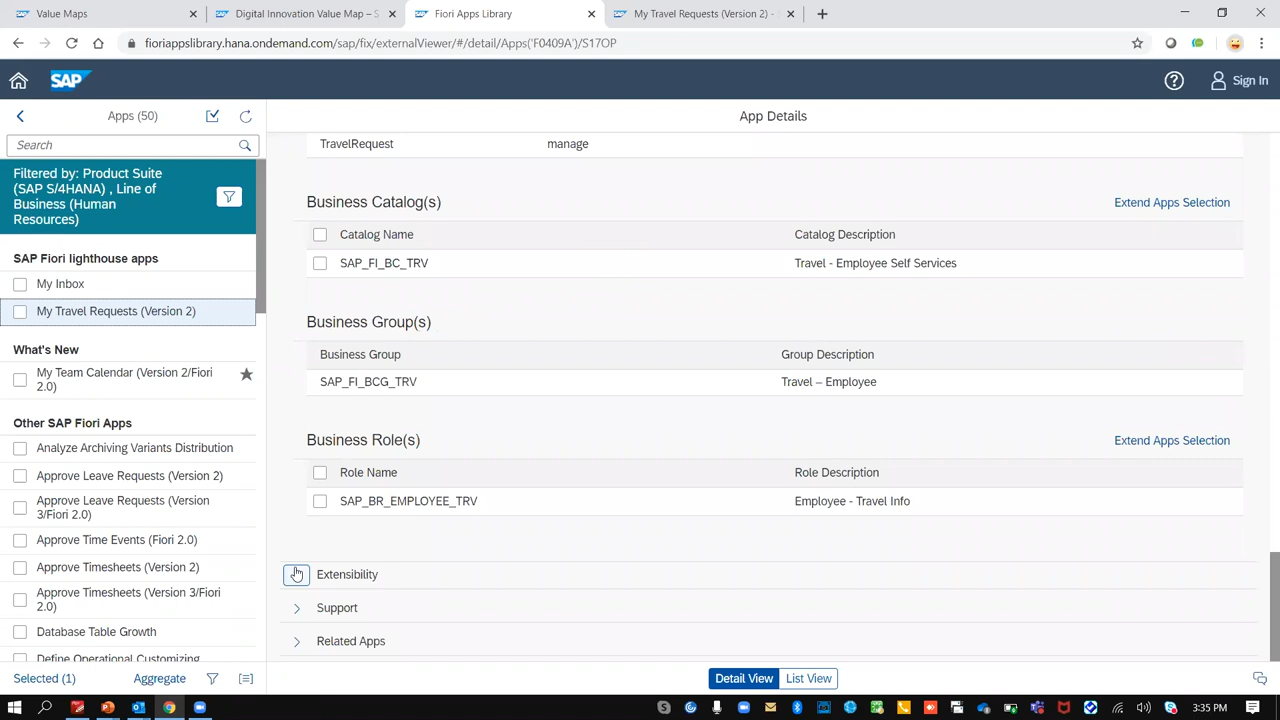 Value Maps
Digital Innovation Value Map – S
Fiori Apps Library
My Travel Requests (Version 2) -
fioriappslibrary.hana.ondemand.com/sap/fix/externalViewer/#/detail/Apps('F0409A')/S17OP
SAP
Sign In
Apps (50)
App Details
Search
TravelRequest manage
Filtered by: Product Suite
(SAP S/4HANA) , Line of
Business (Human
Resources)
Business Catalog(s)
Extend Apps Selection
Catalog Name Catalog Description
SAP_FI_BC_TRV Travel - Employee Self Services
SAP Fiori lighthouse apps
My Inbox
My Travel Requests (Version 2)
Business Group(s)
Business Group Group Description
SAP_FI_BCG_TRV Travel – Employee
What's New
My Team Calendar (Version 2/Fiori
2.0)
Other SAP Fiori Apps
Analyze Archiving Variants Distribution
Approve Leave Requests (Version 2)
Approve Leave Requests (Version
3/Fiori 2.0)
Approve Time Events (Fiori 2.0)
Approve Timesheets (Version 2)
Approve Timesheets (Version 3/Fiori
2.0)
Database Table Growth
Define Operational Customizing
Business Role(s)
Extend Apps Selection
Role Name Role Description
SAP_BR_EMPLOYEE_TRV Employee - Travel Info
Extensibility
Support
Related Apps
Selected (1)
Aggregate
Detail View
List View
3:35 PM